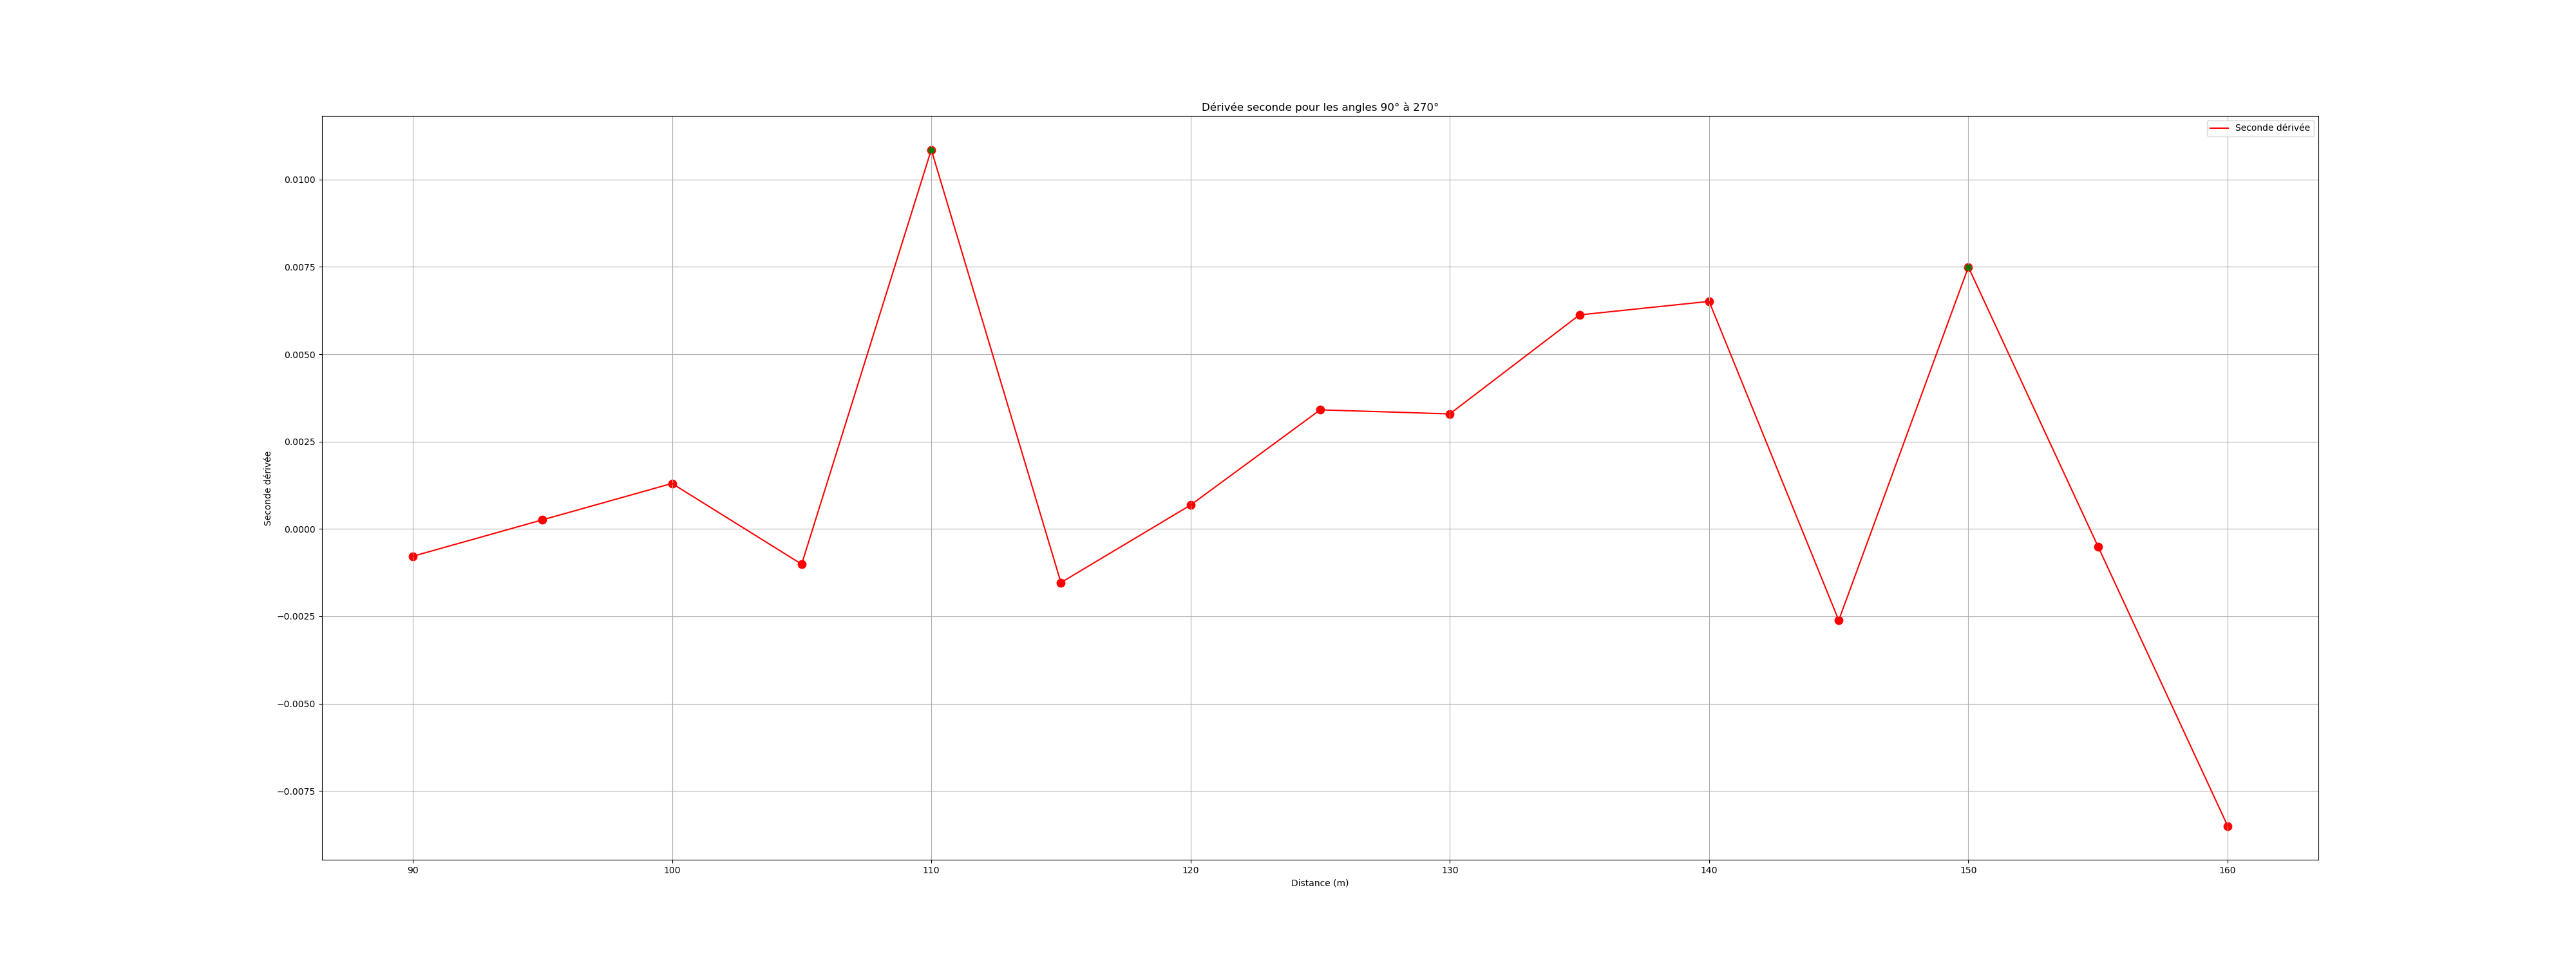 Dérivée seconde pour les angles 90° à 270°
Seconde dérivée
0.0100
0.0075
0.0050
0.0025
0.0000
−0.0025
−0.0050
−0.0075
Seconde dérivée
90 100 110 120 130 140 150 160
Distance (m)